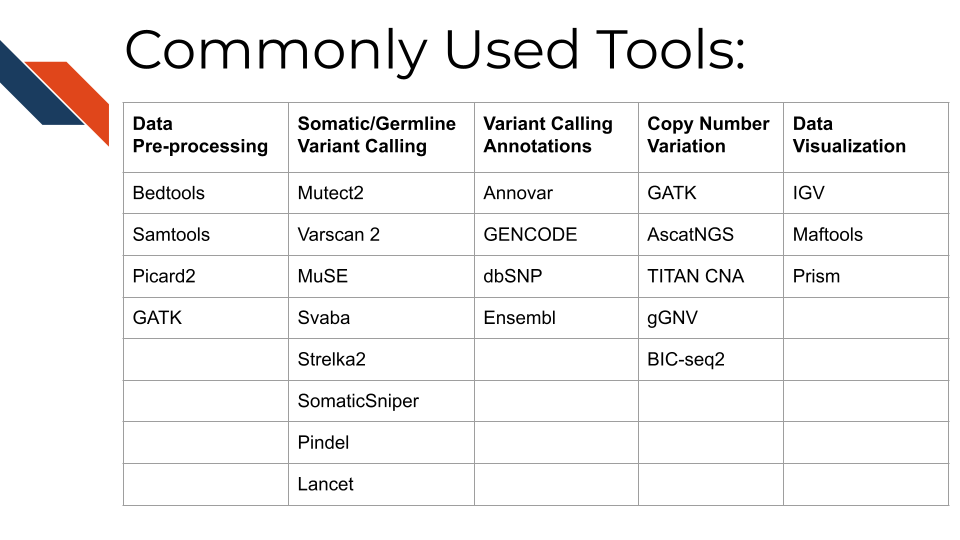 Commonly Used Tools:
Data Pre-processing Somatic/Germline Variant Calling Variant Calling Annotations Copy Number Variation Data Visualization
Bedtools Mutect2 Annovar GATK IGV
Samtools Varscan 2 GENCODE AscatNGS Maftools
Picard2 MuSE dbSNP TITAN CNA Prism
GATK Svaba Ensembl gGNV
Strelka2 BIC-seq2
SomaticSniper
Pindel
Lancet